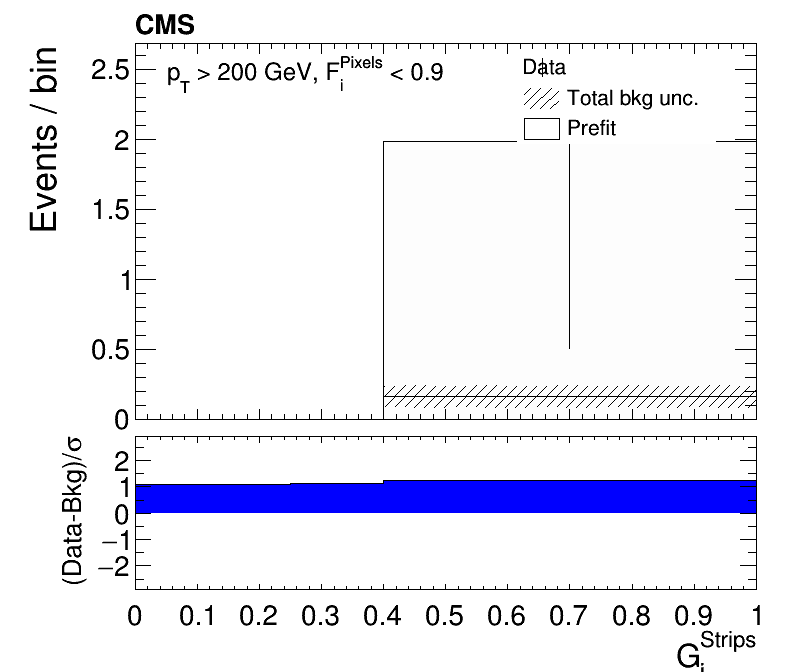 CMS
p_T > 200 GeV, F_i^Pixels < 0.9
Data
Total bkg unc.
Prefit
Events / bin
2.5
2
1.5
1
0.5
0
(Data-Bkg)/σ
2
1
0
−1
−2
0 0.1 0.2 0.3 0.4 0.5 0.6 0.7 0.8 0.9 1
G_i^Strips